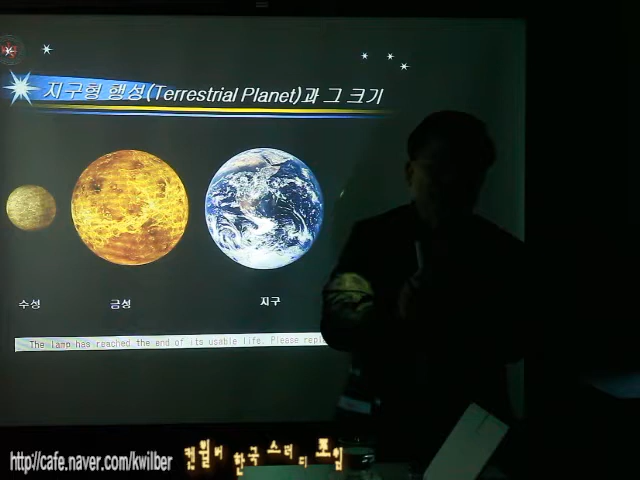 지구형 행성(Terrestrial Planet)과 그 크기
수성 금성 지구
The lamp has reached the end of its usable life. Please repl
http://cafe.naver.com/kwilber 켄윌버 한국 스터디 모임